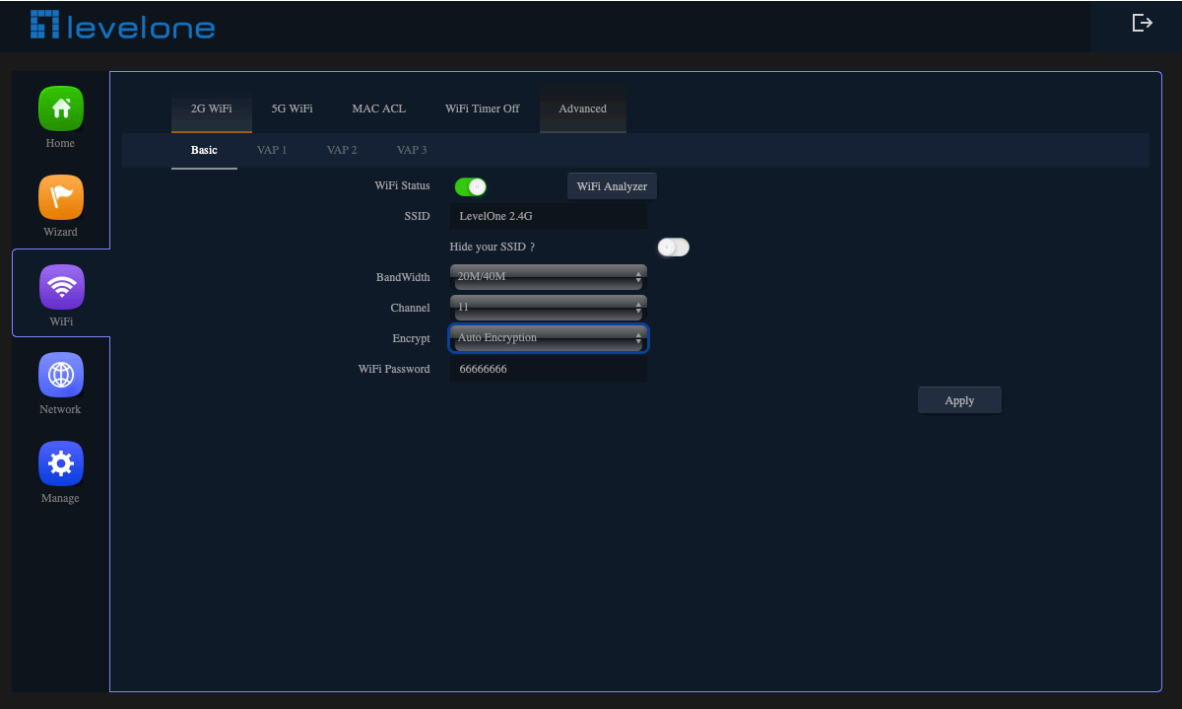 levelone
2G WiFi 5G WiFi MAC ACL WiFi Timer Off Advanced
Basic VAP 1 VAP 2 VAP 3
Home
Wizard
WiFi
Network
Manage
WiFi Status WiFi Analyzer
SSID LevelOne 2.4G
Hide your SSID ?
BandWidth 20M/40M
Channel 11
Encrypt Auto Encryption
WiFi Password 66666666
Apply